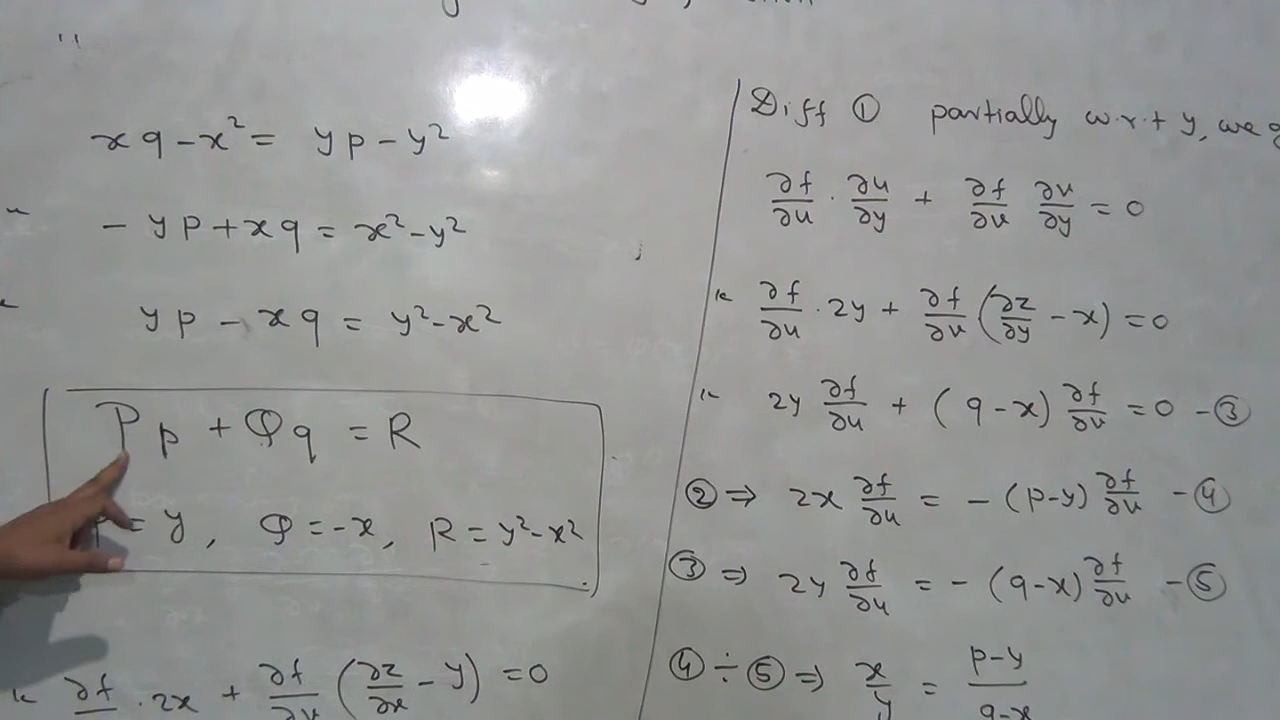 xq - x² = yp - y²
- yp + xq = x² - y²
yp - xq = y² - x²
Pp + Qq = R
= y, Q = -x, R = y² - x²
∂f . 2x + ∂f/∂v (∂z/∂x - y) = 0
Diff ① partially w.r.t y, we
∂f/∂u . ∂u/∂y + ∂f/∂v ∂v/∂y = 0
∂f/∂u . 2y + ∂f/∂v (∂z/∂y - x) = 0
2y ∂f/∂u + (q - x) ∂f/∂v = 0 - ③
② ⇒ 2x ∂f/∂u = - (p-y) ∂f/∂v - ④
③ ⇒ 2y ∂f/∂u = - (q-x) ∂f/∂v - ⑤
④ ÷ ⑤ ⇒ x/y = p-y/q-x